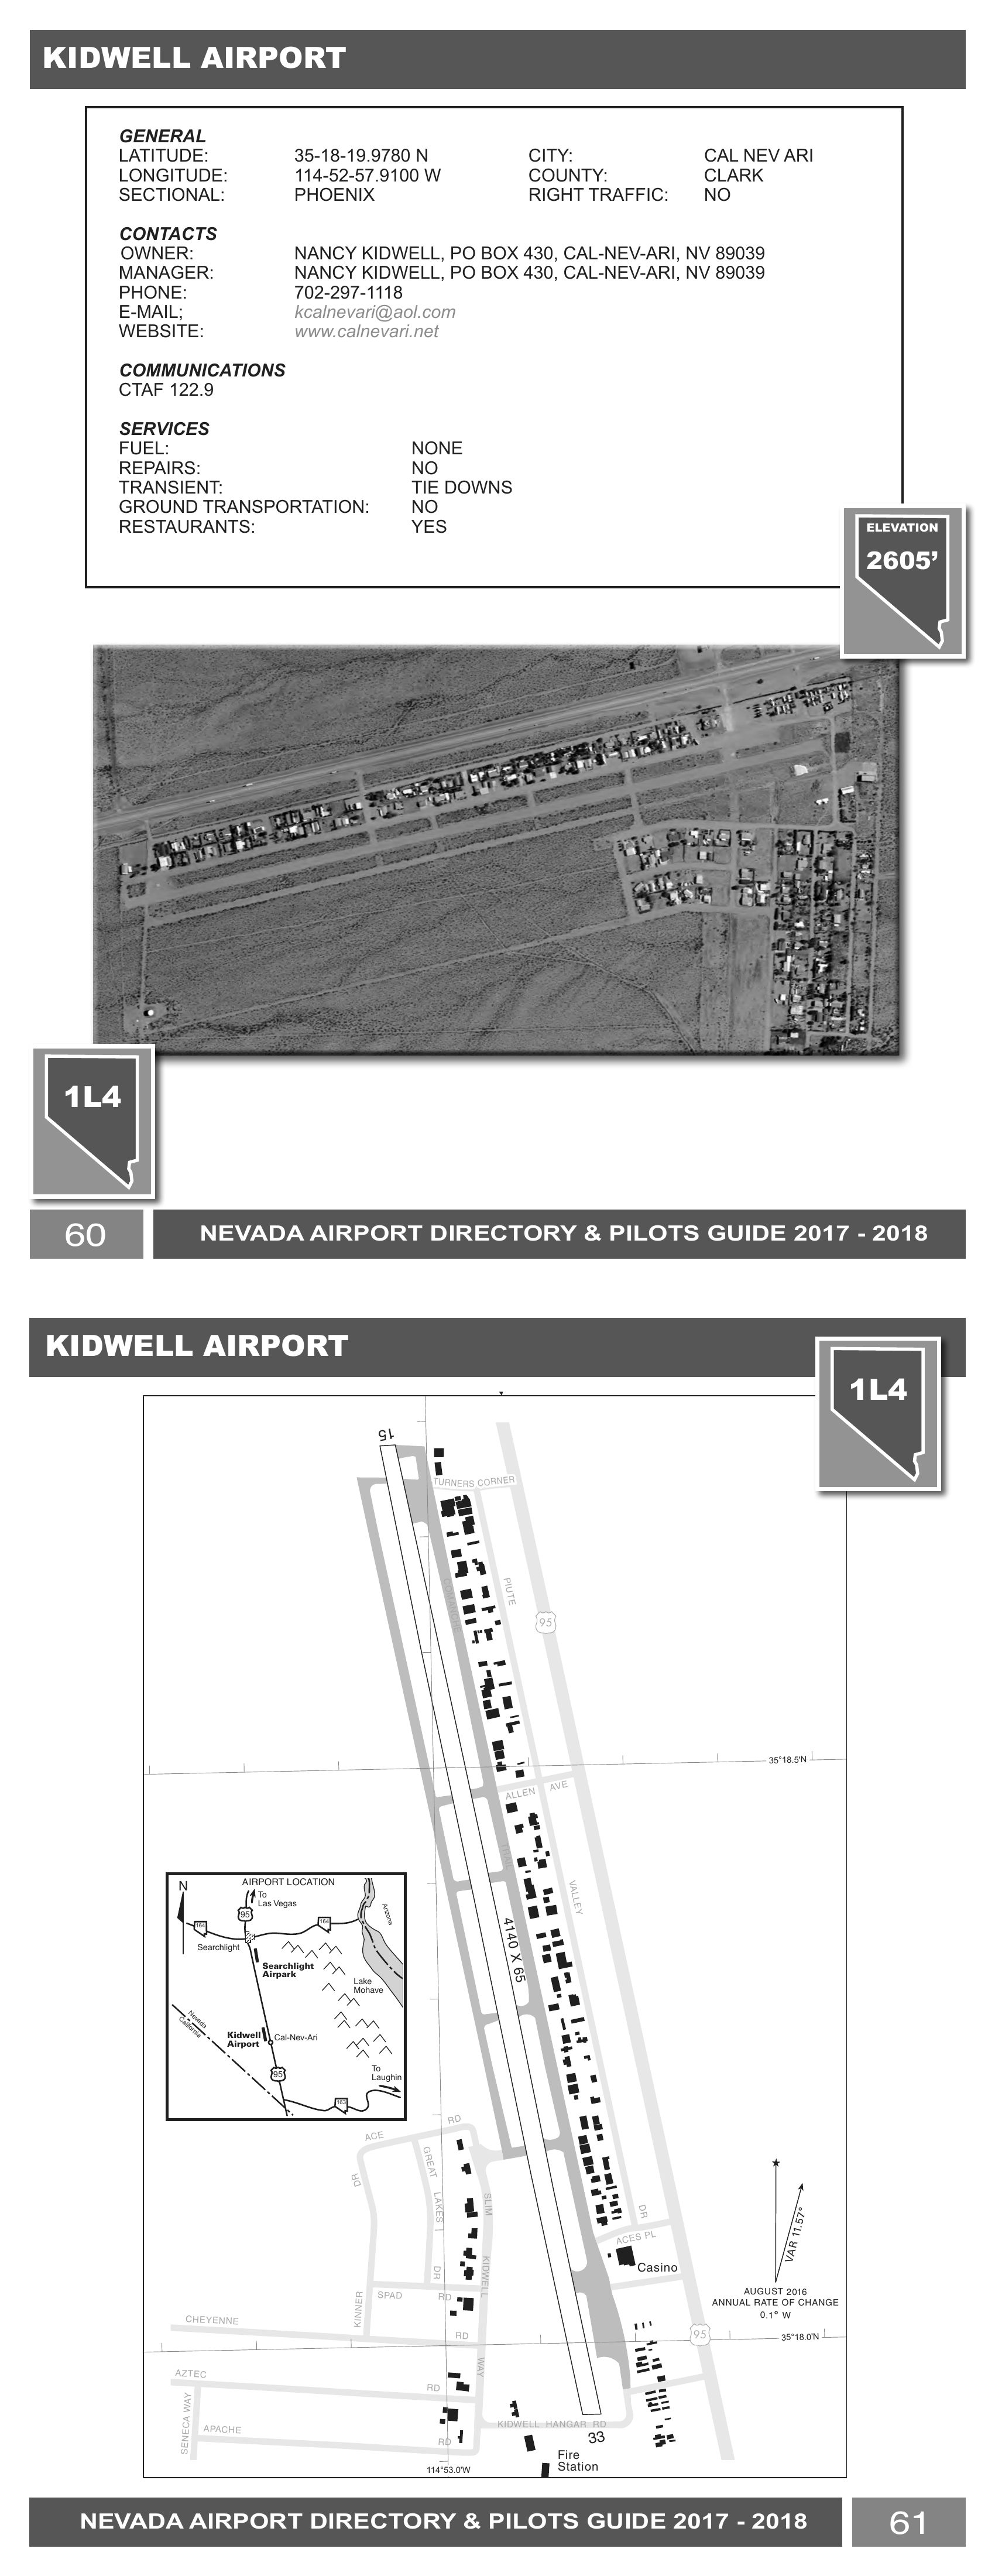 KIDWELL AIRPORT
GENERAL
LATITUDE: 35-18-19.9780 N CITY: CAL NEV ARI
LONGITUDE: 114-52-57.9100 W COUNTY: CLARK
SECTIONAL: PHOENIX RIGHT TRAFFIC: NO
CONTACTS
OWNER: NANCY KIDWELL, PO BOX 430, CAL-NEV-ARI, NV 89039
MANAGER: NANCY KIDWELL, PO BOX 430, CAL-NEV-ARI, NV 89039
PHONE: 702-297-1118
E-MAIL; kcalnevari@aol.com
WEBSITE: www.calnevari.net
COMMUNICATIONS
CTAF 122.9
SERVICES
FUEL: NONE
REPAIRS: NO
TRANSIENT: TIE DOWNS
GROUND TRANSPORTATION: NO
RESTAURANTS: YES
ELEVATION
2605’
1L4
60
NEVADA AIRPORT DIRECTORY & PILOTS GUIDE 2017 - 2018
KIDWELL AIRPORT
1L4
15
TURNERS CORNER
PIUTE
95
35°18.5'N
ALLEN AVE
VALLEY
4140 X 65
AIRPORT LOCATION
N
To
Las Vegas
95
164
164
Arizona
Searchlight
Searchlight
Airpark
Lake
Mohave
Nevada
California
Kidwell
Airport
Cal-Nev-Ari
95
To
Laughin
163
ACE RD
DR
GREAT LAKES DR
SLIM KIDWELL WAY
DR
ACES PL
Casino
VAR 11.57°
AUGUST 2016
ANNUAL RATE OF CHANGE
0.1° W
SPAD RD
KINNER
CHEYENNE RD
95
35°18.0'N
AZTEC RD
SENECA WAY
APACHE RD
KIDWELL HANGAR RD
33
Fire
Station
114°53.0'W
NEVADA AIRPORT DIRECTORY & PILOTS GUIDE 2017 - 2018
61